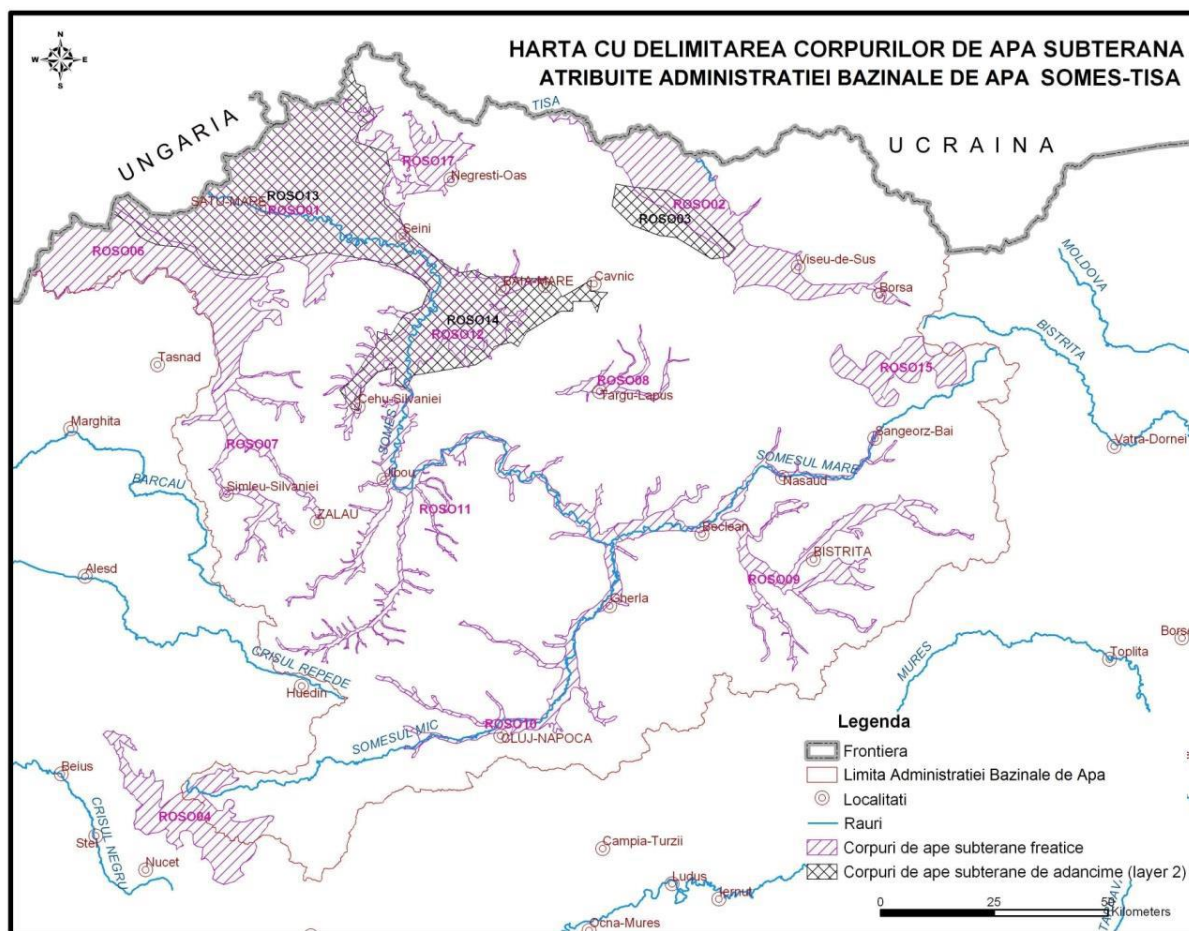 HARTA CU DELIMITAREA CORPURILOR DE APA SUBTERANA
ATRIBUITE ADMINISTRATIEI BAZINALE DE APA SOMES-TISA
N
W E
S
UNGARIA
TISA
UCRAINA
ROSO17
Negresti-Oas
ROSO13
SATU-MARE
ROSO01
ROSO02
ROSO03
Seini
ROSO06
MOLDOVA
Viseu-de-Sus
BAIA-MARE
Cavnic
Borsa
BISTRITA
ROSO14
ROSO12
Tasnad
ROSO15
ROSO08
Targu-Lapus
Cehu-Silvaniei
SOMES
Marghita
ROSO07
Sangeorz-Bai
Vatra-Dornei
SOMESUL MARE
BARCAU
Jibou
Nasaud
Simleu-Silvaniei
ROSO11
ZALAU
Beclean
BISTRITA
Alesd
ROSO09
Gherla
Bors
CRISUL REPEDE
MURES
Toplita
Huedin
ROSO10
CLUJ-NAPOCA
SOMESUL MIC
Beius
ROSO04
CRISUL NEGRU
Stei
Nucet
Campia-Turzii
Ludus
Iernut
Ocna-Mures
TARNAV
Legenda
Frontiera
Limita Administratiei Bazinale de Apa
Localitati
Rauri
Corpuri de ape subterane freatice
Corpuri de ape subterane de adancime (layer 2)
0 25 50
Kilometers